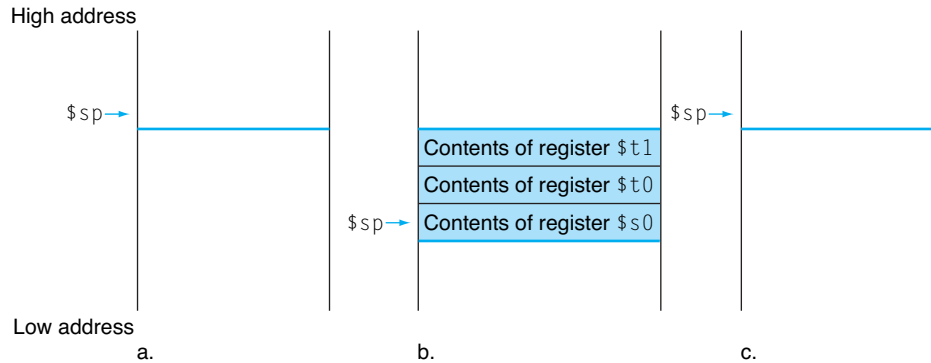 High address
$sp
$sp
Contents of register $t1
Contents of register $t0
$sp
Contents of register $s0
Low address
a.
b.
c.